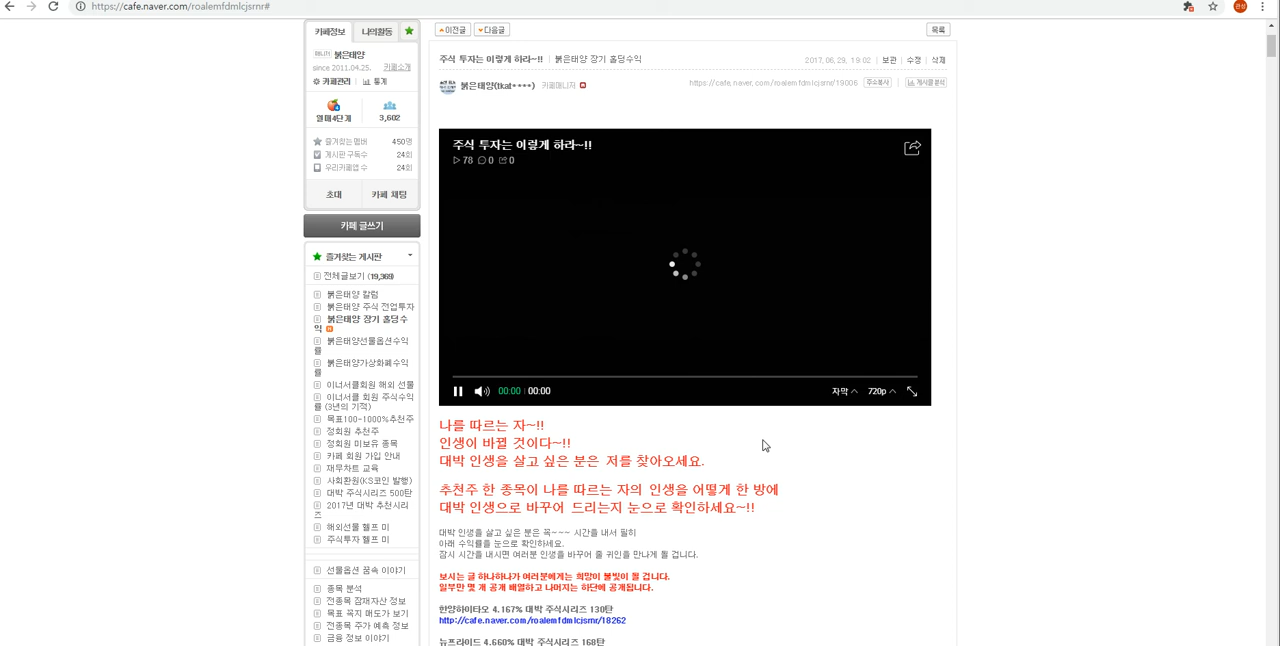 https://cafe.naver.com/roalemfdmlcjsrnr#
카페정보 나의활동
매니저 붉은태양
since 2011.04.25. 카페소개
카페관리 통계
열매4단계 3,602
즐겨찾는 멤버 450명
게시판 구독수 24회
우리카페앱 수 24회
초대 카페 채팅
카페 글쓰기
즐겨찾는 게시판
전체글보기 (19,369)
붉은태양 칼럼
붉은태양 주식 전업투자
붉은태양 장기 홀딩수
익
붉은태양선물옵션수익
률
붉은태양가상화폐수익
률
이너서클회원 해외 선물
이너서클 회원 주식수익
률 (3년의 기적)
목표100-1000%추천주
정회원 추천주
정회원 미보유 종목
카페 회원 가입 안내
재무차트 교육
사회환원(KS코인 발행)
대박 주식시리즈 500탄
2017년 대박 추천시리
즈
해외선물 헬프 미
주식투자 헬프 미
선물옵션 꿈속 이야기
종목 분석
전종목 잠재자산 정보
목표 꼭지 매도가 보기
전종목 주가 예측 정보
금융 정보 이야기
이전글 다음글 목록
주식 투자는 이렇게 하라~!! | 붉은태양 장기 홀딩수익 2017.06.29. 19:02 | 보관 | 수정 | 삭제
붉은태양(tkat****) 카페매니저 https://cafe.naver.com/roalemfdmlcjsrnr/19006 주소복사 | 게시글 분석
주식 투자는 이렇게 하라~!!
78 0 0
00:00 | 00:00 자막 720p
나를 따르는 자~!!
인생이 바뀔 것이다~!!
대박 인생을 살고 싶은 분은 저를 찾아오세요.
추천주 한 종목이 나를 따르는 자의 인생을 어떻게 한 방에
대박 인생으로 바꾸어 드리는지 눈으로 확인하세요~!!
대박 인생을 살고 싶은 분은 꼭~~~ 시간을 내서 필히
아래 수익률을 눈으로 확인하세요.
잠시 시간을 내시면 여러분 인생을 바꾸어 줄 귀인을 만나게 될 겁니다.
보시는 글 하나하나가 여러분에게는 희망이 불빛이 될 겁니다.
일부만 몇 개 공개 배열하고 나머지는 하단에 공개됩니다.
한양하이타오 4,167% 대박 주식시리즈 130탄
http://cafe.naver.com/roalemfdmlcjsrnr/18262
뉴프라이드 4,660% 대박 주식시리즈 168탄